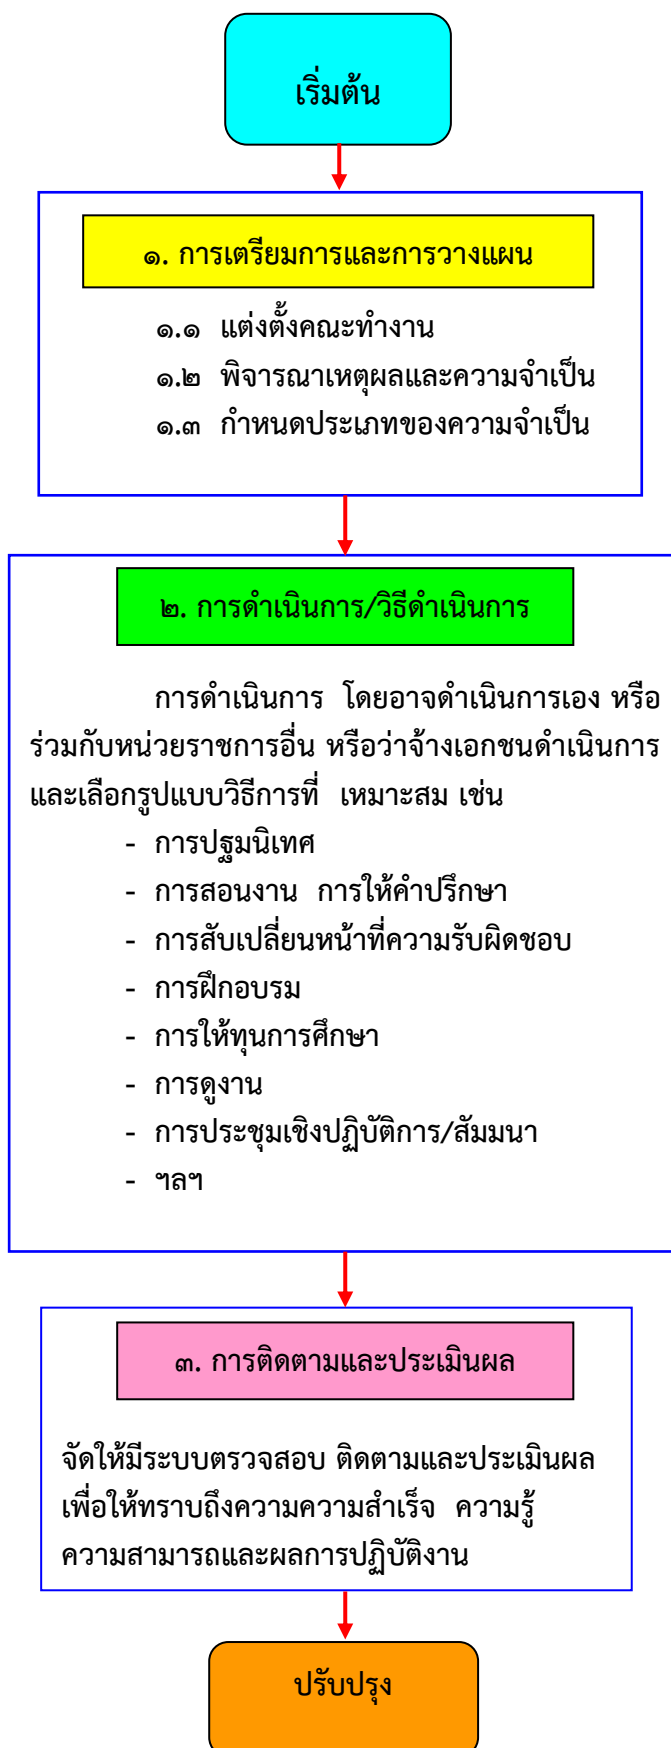 เริ่มต้น
๑. การเตรียมการและการวางแผน
๑.๑ แต่งตั้งคณะทำงาน
๑.๒ พิจารณาเหตุผลและความจำเป็น
๑.๓ กำหนดประเภทของความจำเป็น
๒. การดำเนินการ/วิธีดำเนินการ
การดำเนินการ โดยอาจดำเนินการเอง หรือ
ร่วมกับหน่วยราชการอื่น หรือว่าจ้างเอกชนดำเนินการ
และเลือกรูปแบบวิธีการที่ เหมาะสม เช่น
- การปฐมนิเทศ
- การสอนงาน การให้คำปรึกษา
- การสับเปลี่ยนหน้าที่ความรับผิดชอบ
- การฝึกอบรม
- การให้ทุนการศึกษา
- การดูงาน
- การประชุมเชิงปฏิบัติการ/สัมมนา
- ฯลฯ
๓. การติดตามและประเมินผล
จัดให้มีระบบตรวจสอบ ติดตามและประเมินผล
เพื่อให้ทราบถึงความความสำเร็จ ความรู้
ความสามารถและผลการปฏิบัติงาน
ปรับปรุง